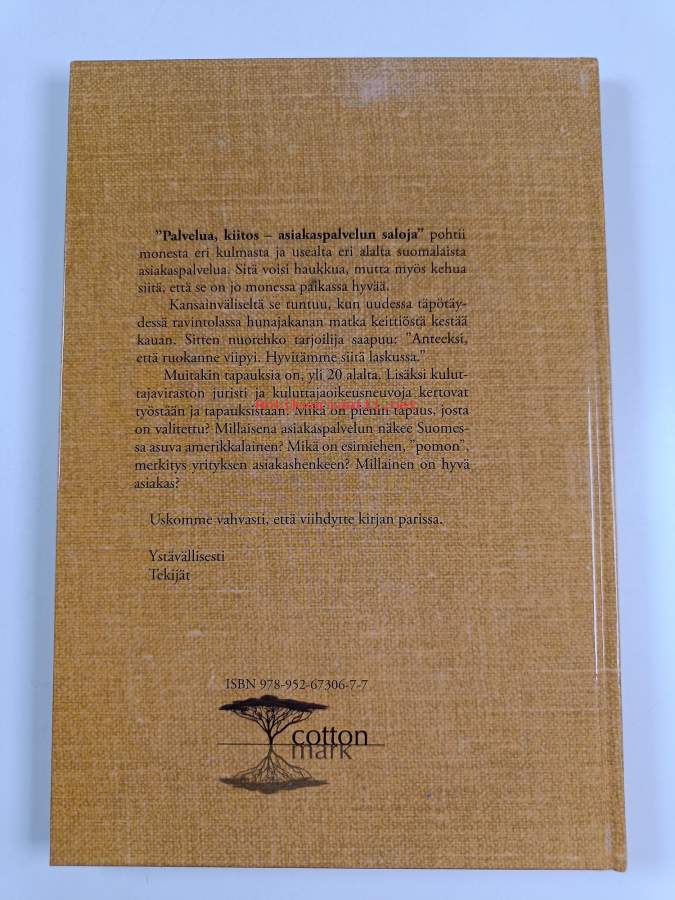 ”Palvelua, kiitos – asiakaspalvelun saloja” pohtii
monesta eri kulmasta ja usealta eri alalta suomalaista
asiakaspalvelua. Sitä voisi haukkua, mutta myös kehua
siitä, että se on jo monessa paikassa hyvää.
Kansainväliseltä se tuntuu, kun uudessa täpötäy-
dessä ravintolassa hunajakanan matka keittiöstä kestää
kauan. Sitten nuorehko tarjoilija saapuu: ”Anteeksi,
että ruokanne viipyi. Hyvitämme siitä laskussa.”
Muitakin tapauksia on, yli 20 alalta. Lisäksi kulut-
tajaviraston juristi ja kuluttajaoikeusneuvoja kertovat
työstään ja tapauksistaan. Mikä on pienin tapaus, josta
on valitettu? Millaisena asiakaspalvelun näkee Suomes-
sa asuva amerikkalainen? Mikä on esimiehen, ”pomon”,
merkitys yrityksen asiakashenkeen? Millainen on hyvä
asiakas?
Uskomme vahvasti, että viihdytte kirjan parissa.
Ystävällisesti
Tekijät
ISBN 978-952-67306-7-7
cotton
mark